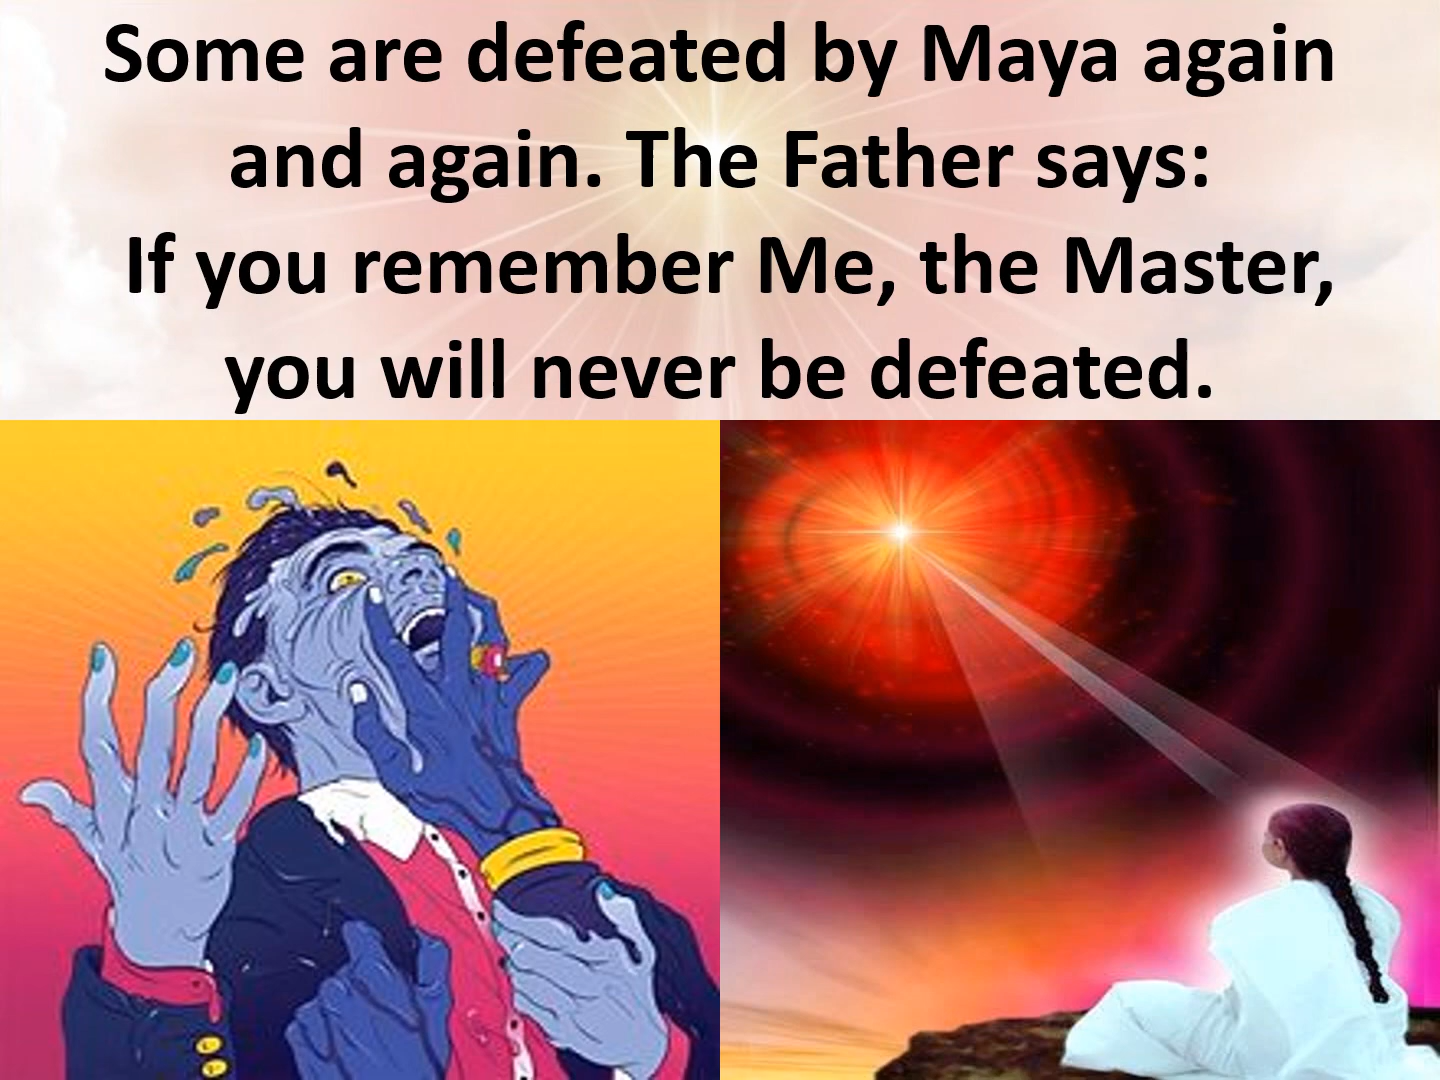 Some are defeated by Maya again
and again. The Father says:
If you remember Me, the Master,
you will never be defeated.